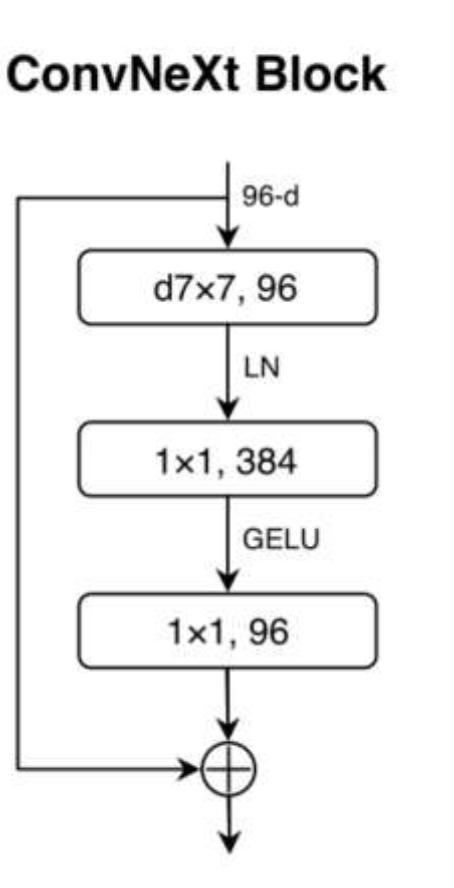 ConvNeXt Block
96-d
d7×7, 96
LN
1×1, 384
GELU
1×1, 96